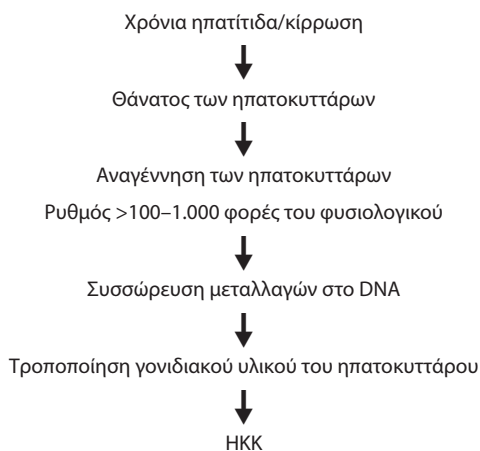 Χρόνια ηπατίτιδα/κίρρωση
Θάνατος των ηπατοκυττάρων
Αναγέννηση των ηπατοκυττάρων
Ρυθμός >100–1.000 φορές του φυσιολογικού
Συσσώρευση μεταλλαγών στο DNA
Τροποποίηση γονιδιακού υλικού του ηπατοκυττάρου
ΗΚΚ